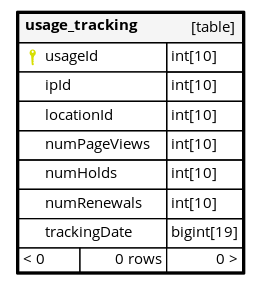 usage_tracking [table]
usageId int[10]
ipId int[10]
locationId int[10]
numPageViews int[10]
numHolds int[10]
numRenewals int[10]
trackingDate bigint[19]
< 0 0 rows 0 >